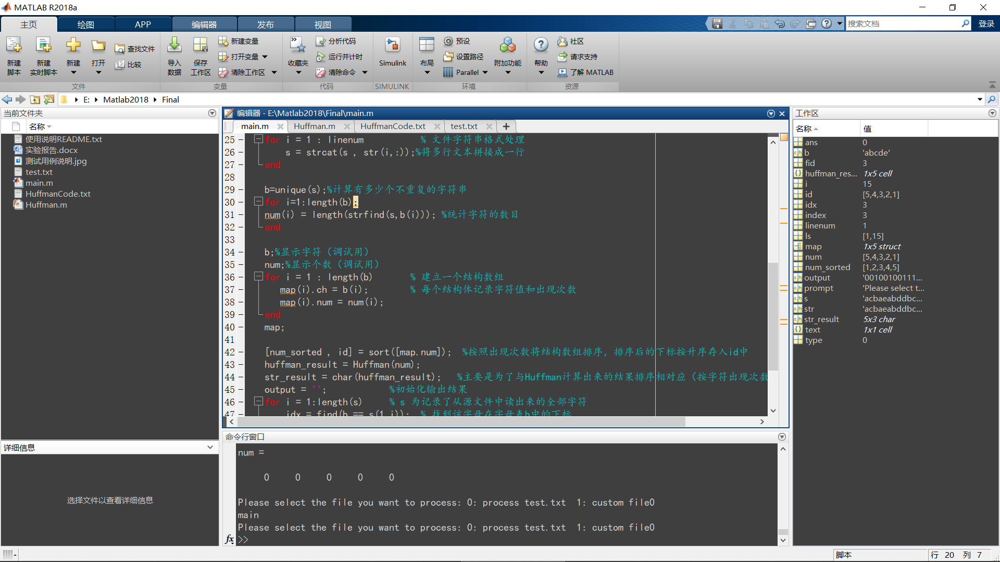 MATLAB R2018a
主页 绘图 APP 编辑器 发布 视图 搜索文档 登录
新建脚本 新建实时脚本 新建 打开 查找文件 比较 文件
导入数据 保存工作区 新建变量 打开变量 清除工作区 变量
收藏夹 分析代码 运行并计时 清除命令 代码
Simulink SIMULINK
布局 预设 设置路径 Parallel 附加功能 环境
帮助 社区 请求支持 了解 MATLAB 资源
E: Matlab2018 Final
当前文件夹
名称
使用说明README.txt
实验报告.docx
测试用例说明.jpg
test.txt
main.m
HuffmanCode.txt
Huffman.m
详细信息
选择文件以查看详细信息
编辑器 - E:\Matlab2018\Final\main.m
main.m Huffman.m HuffmanCode.txt test.txt
25 for i = 1 : linenum % 文件字符串格式处理
26 s = strcat(s , str(i,:));%将多行文本拼接成一行
27 end
28
29 b=unique(s);%计算有多少个不重复的字符串
30 for i=1:length(b);
31 num(i) = length(strfind(s,b(i))); %统计字符的数目
32 end
33
34 b;%显示字符（调试用）
35 num;%显示个数（调试用）
36 for i = 1 : length(b) % 建立一个结构数组
37 map(i).ch = b(i); % 每个结构体记录字符值和出现次数
38 map(i).num = num(i);
39 end
40 map;
41
42 [num_sorted , id] = sort([map.num]); %按照出现次数将结构数组排序，排序后的下标按升序存入id中
43 huffman_result = Huffman(num);
44 str_result = char(huffman_result); %主要是为了与Huffman计算出来的结果排序相对应（按字符出现次数
45 output = ''; %初始化输出结果
46 for i = 1:length(s) % s 为记录了从源文件中读出来的全部字符
47 idx = find(b == s(1,i)); % 找到该字母在字母表b中的下标
命令行窗口
num =
0 0 0 0 0
Please select the file you want to process: 0: process test.txt 1: custom file0
main
Please select the file you want to process: 0: process test.txt 1: custom file0
fx >>
工作区
名称 值
ans 0
b 'abcde'
fid 3
huffman_res... 1x5 cell
i 15
id [5,4,3,2,1]
idx 3
index 3
linenum 1
ls [1,15]
map 1x5 struct
num [5,4,3,2,1]
num_sorted [1,2,3,4,5]
output '00100100111...
prompt 'Please select t...
s 'acbaeabddbc...
str 'acbaeabddbc...
str_result 5x3 char
text 1x1 cell
type 0
脚本 行 20 列 7